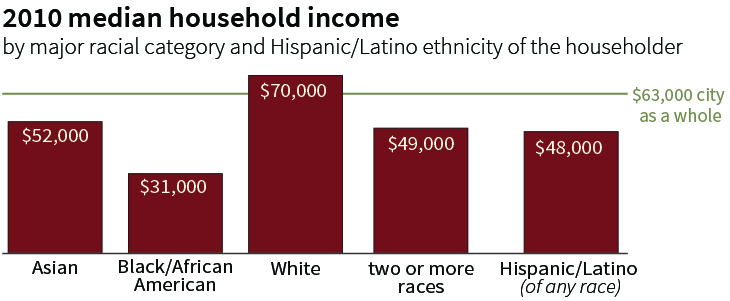 2010 median household income
by major racial category and Hispanic/Latino ethnicity of the householder
$70,000
$63,000 city
as a whole
$52,000
$49,000
$48,000
$31,000
Asian
Black/African
American
White
two or more
races
Hispanic/Latino
(of any race)